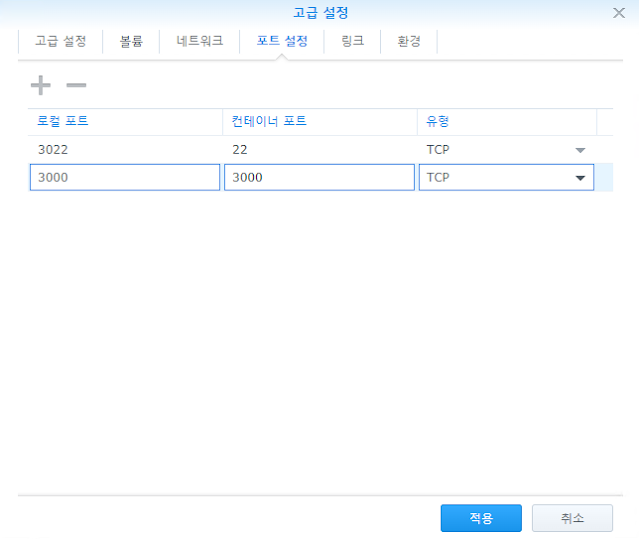 고급 설정
고급 설정 볼륨 네트워크 포트 설정 링크 환경
로컬 포트 컨테이너 포트 유형
3022 22 TCP
3000 3000 TCP
적용 취소